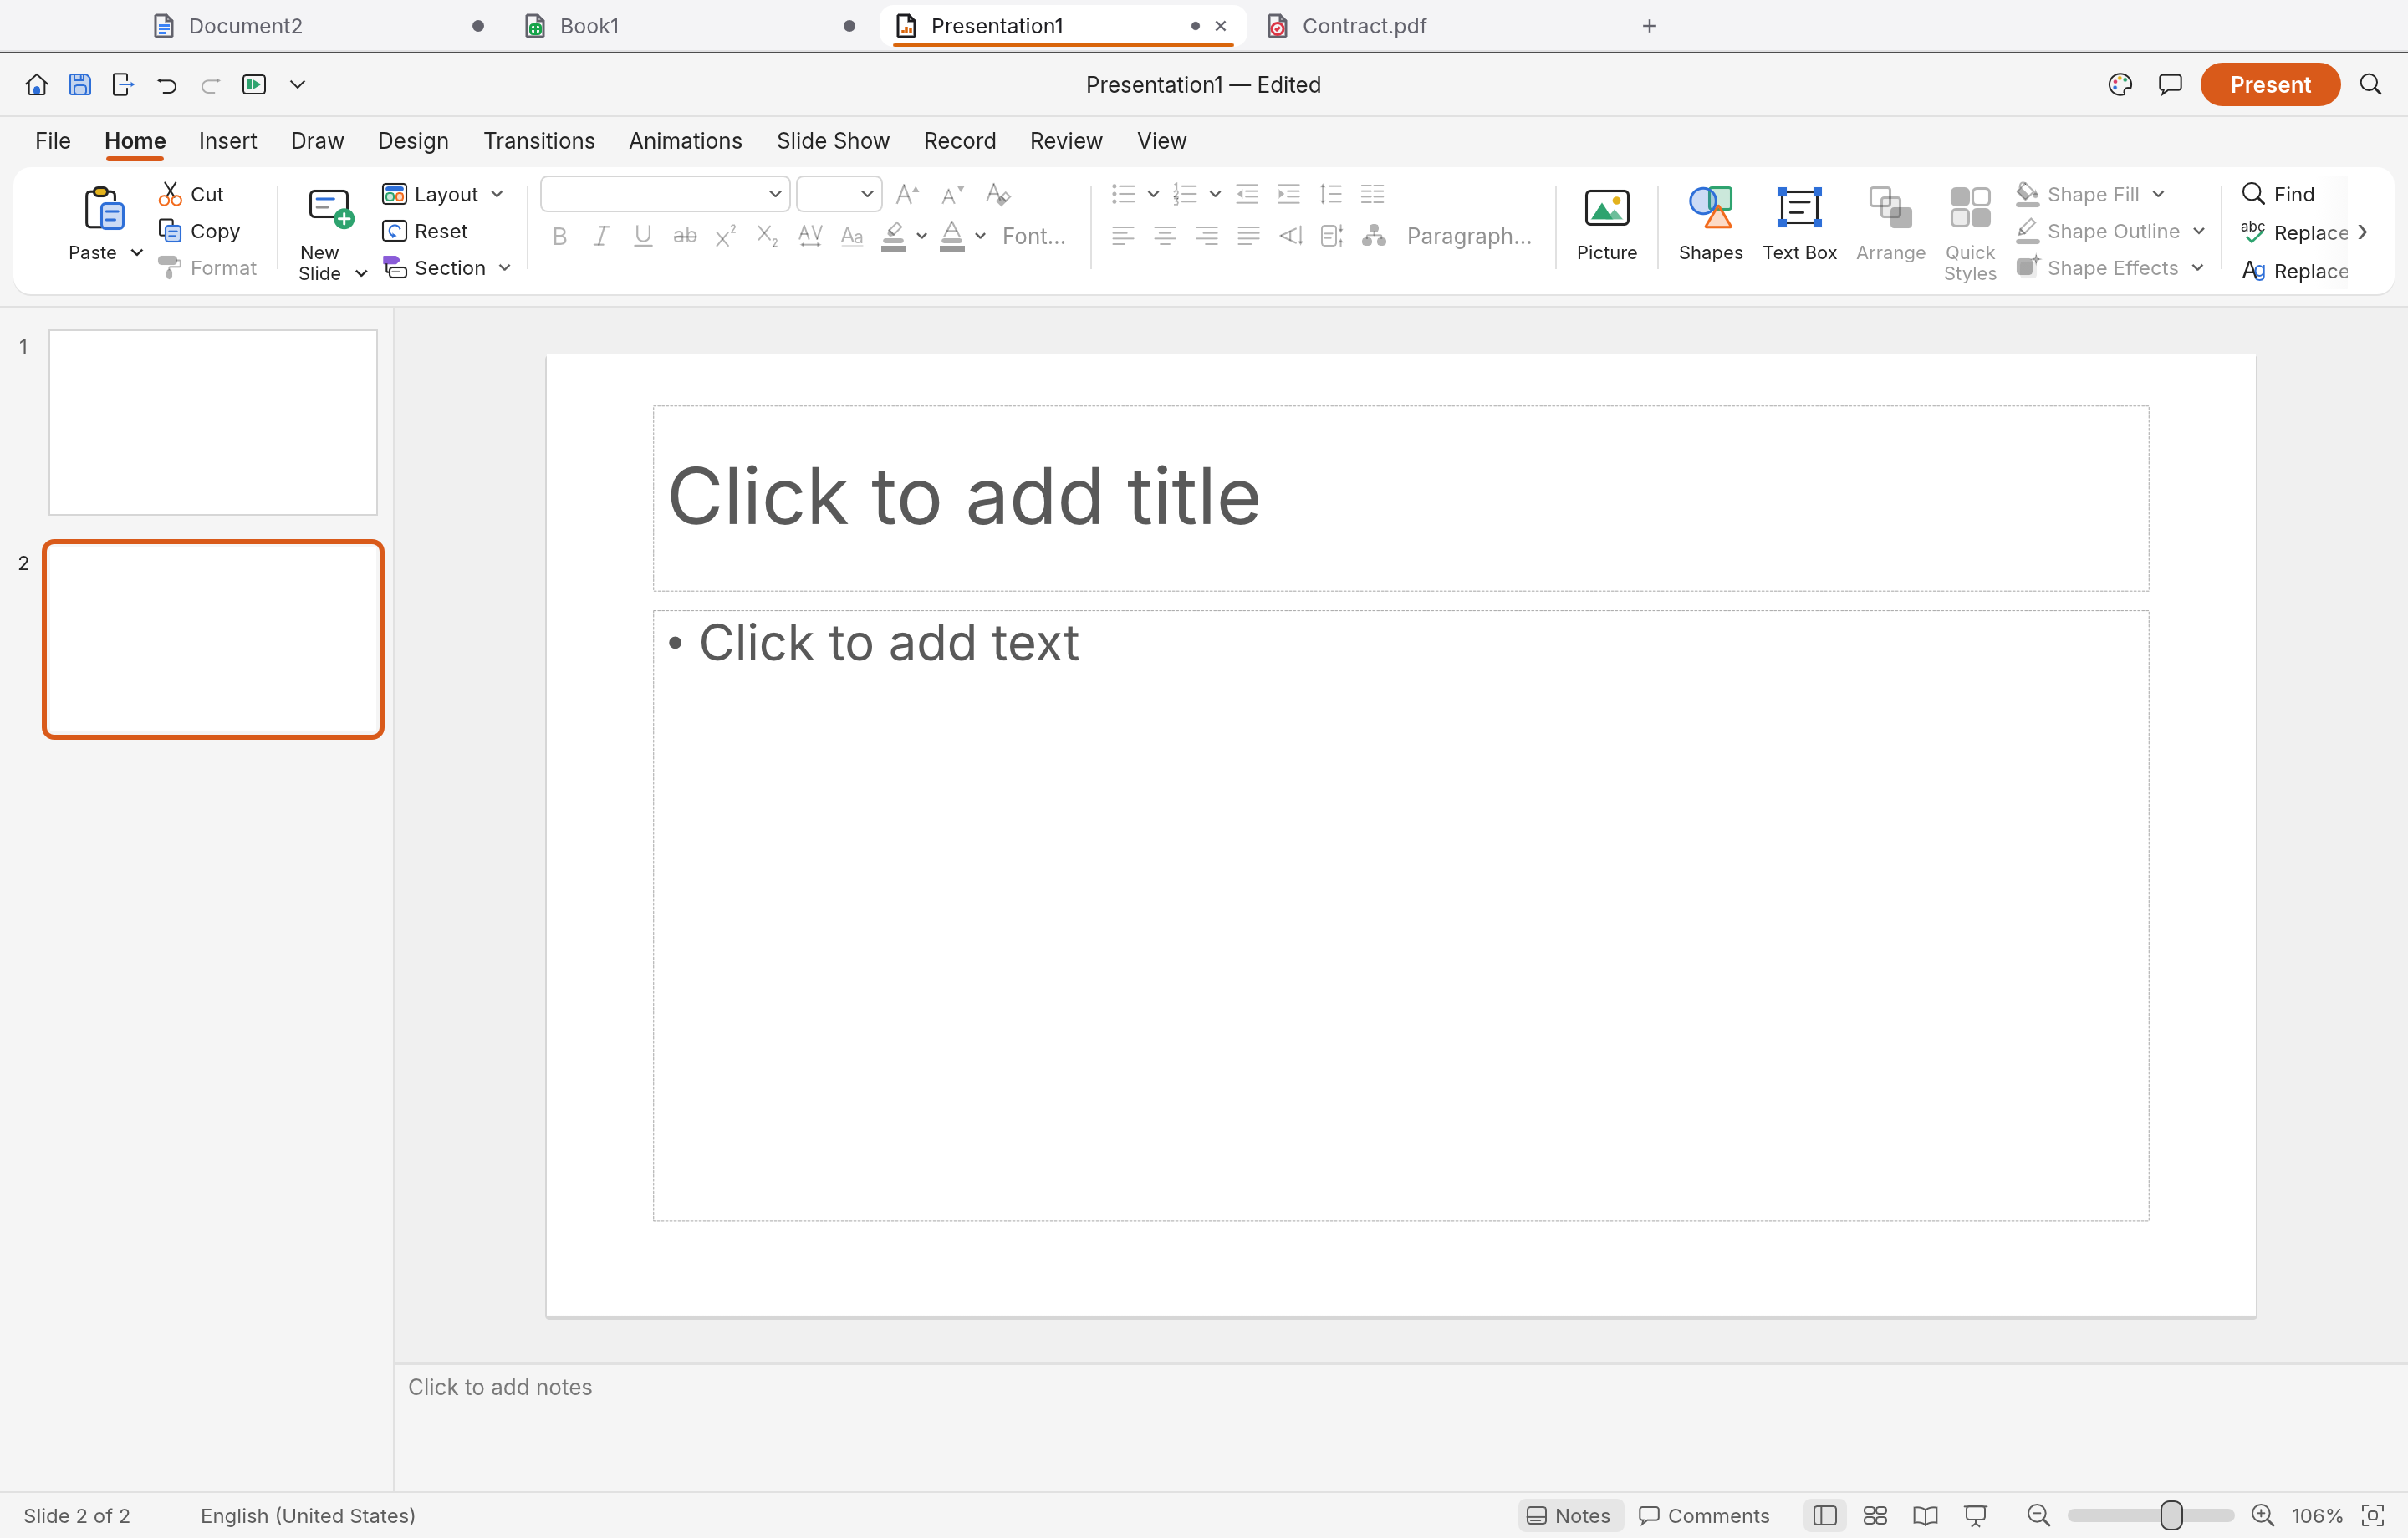 Document2
Book1
Presentation1
Contract.pdf
Presentation1 — Edited
Present
File Home Insert Draw Design Transitions Animations Slide Show Record Review View
Paste
Cut
Copy
Format
New
Slide
Layout
Reset
Section
Font...
Paragraph...
Picture
Shapes
Text Box
Arrange
Quick
Styles
Shape Fill
Shape Outline
Shape Effects
Find
Replace
Replace
1
2
Click to add title
• Click to add text
Click to add notes
Slide 2 of 2
English (United States)
Notes
Comments
106%